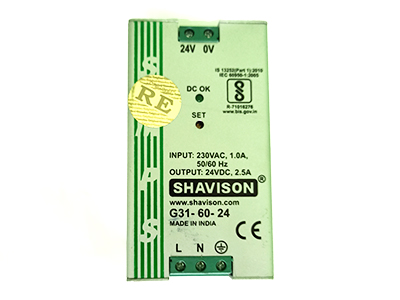 24V 0V
IS 13252(Part 1):2010
IEC 60950-1:2005
DC OK
R-71016276
www.bis.gov.in
RE
SET
INPUT: 230VAC, 1.0A,
50/60 Hz
OUTPUT: 24VDC, 2.5A
SHAVISON®
www.shavison.com
G31- 60- 24
MADE IN INDIA
L N